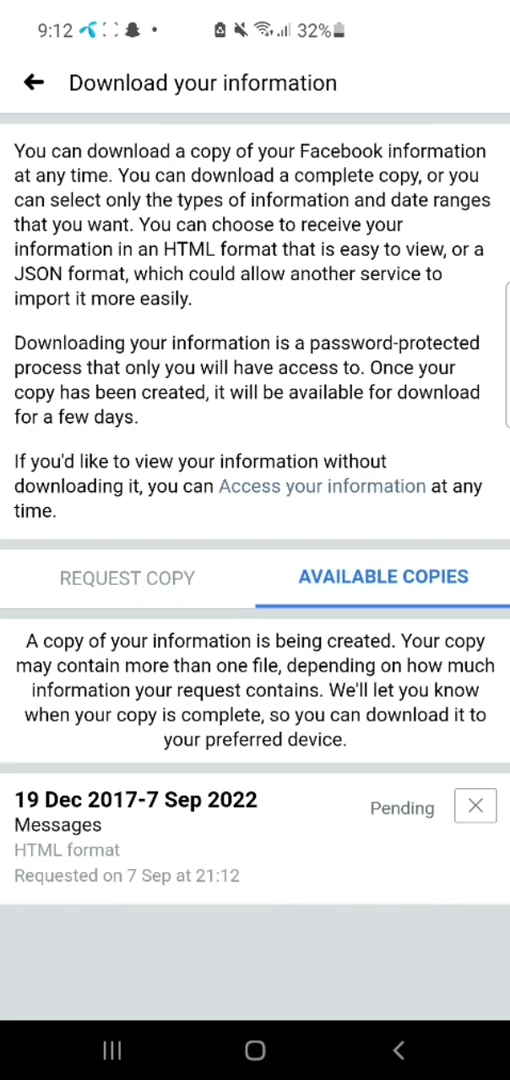 9:12
32%
Download your information
You can download a copy of your Facebook information
at any time. You can download a complete copy, or you
can select only the types of information and date ranges
that you want. You can choose to receive your
information in an HTML format that is easy to view, or a
JSON format, which could allow another service to
import it more easily.
Downloading your information is a password-protected
process that only you will have access to. Once your
copy has been created, it will be available for download
for a few days.
If you'd like to view your information without
downloading it, you can Access your information at any
time.
REQUEST COPY
AVAILABLE COPIES
A copy of your information is being created. Your copy
may contain more than one file, depending on how much
information your request contains. We'll let you know
when your copy is complete, so you can download it to
your preferred device.
19 Dec 2017-7 Sep 2022
Pending
Messages
HTML format
Requested on 7 Sep at 21:12